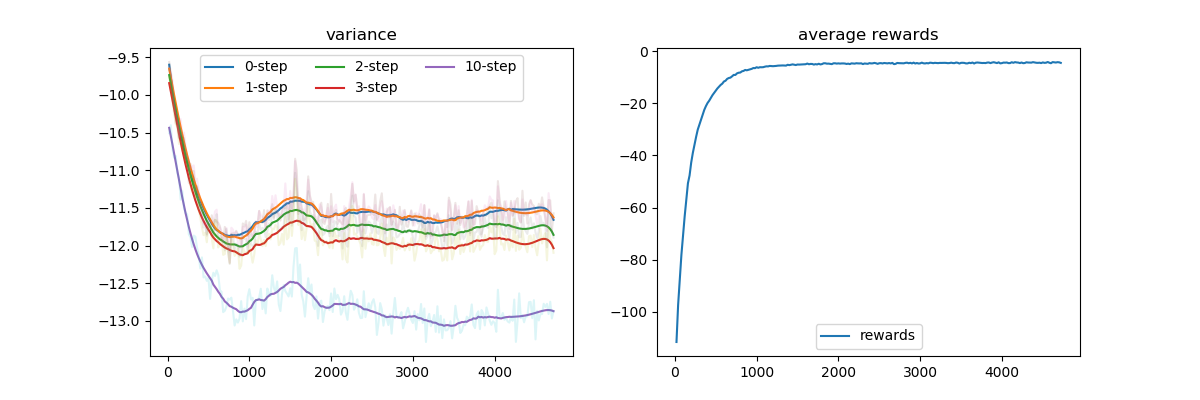 variance
−9.5
−10.0
−10.5
−11.0
−11.5
−12.0
−12.5
−13.0
0-step 2-step 10-step
1-step 3-step
0 1000 2000 3000 4000
average rewards
0
−20
−40
−60
−80
−100
rewards
0 1000 2000 3000 4000